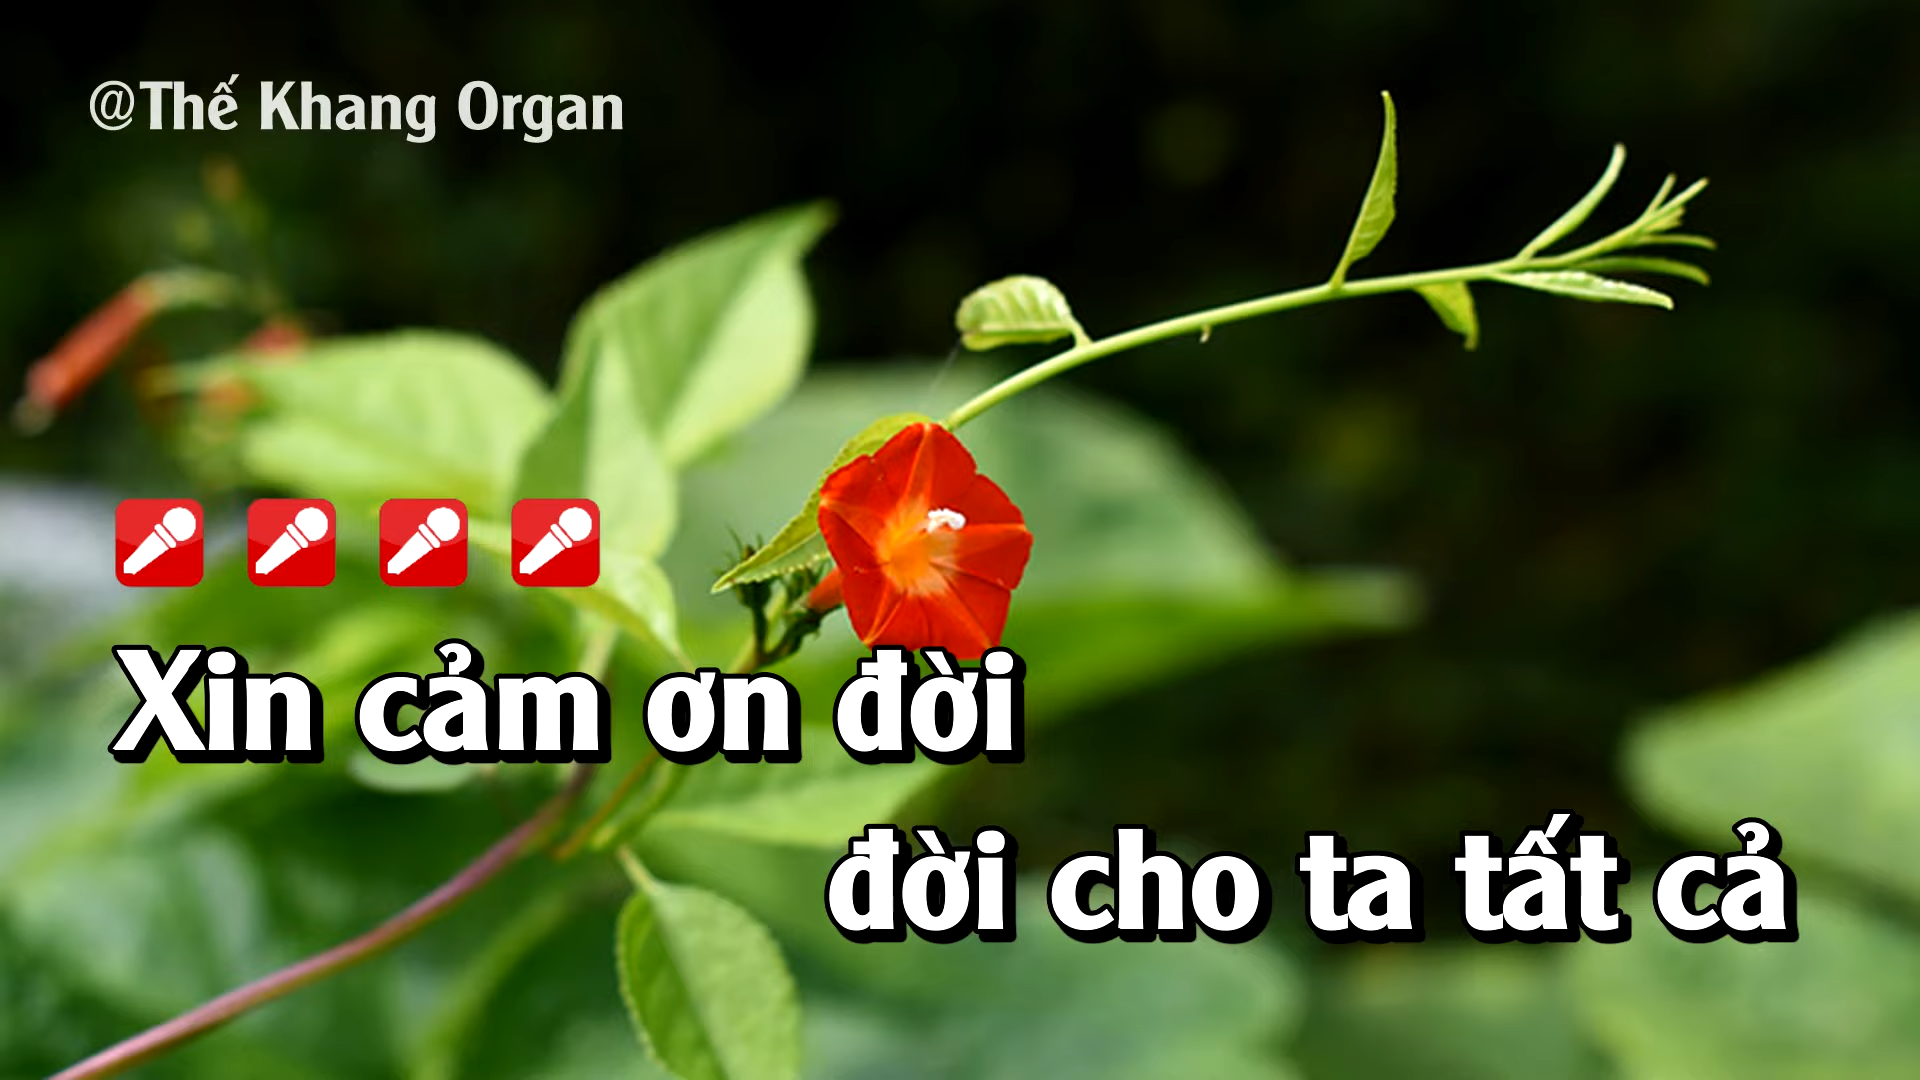 @Thế Khang Organ
Xin cảm ơn đời
đời cho ta tất cả